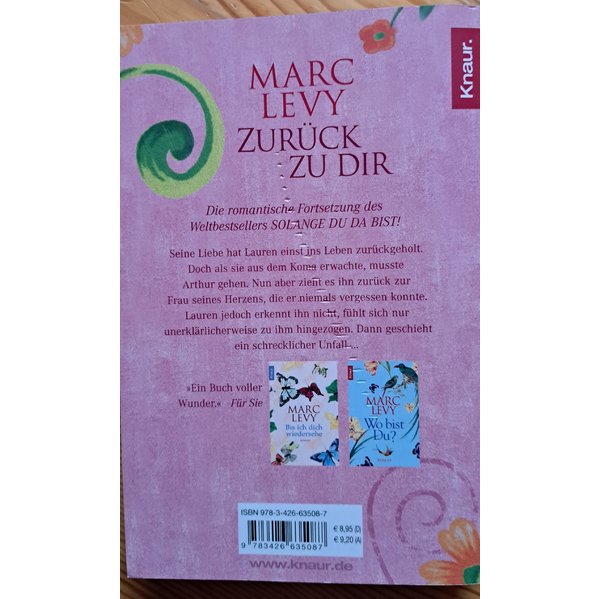 Knaur.
MARC
LEVY
ZURÜCK
ZU DIR
Die romantische Fortsetzung des
Weltbestsellers SOLANGE DU DA BIST!
Seine Liebe hat Lauren einst ins Leben zurückgeholt.
Doch als sie aus dem Koma erwachte, musste
Arthur gehen. Nun aber zieht es ihn zurück zur
Frau seines Herzens, die er niemals vergessen konnte.
Lauren jedoch erkennt ihn nicht, fühlt sich nur
unerklärlicherweise zu ihm hingezogen. Dann geschieht
ein schrecklicher Unfall ...
»Ein Buch voller
Wunder.« Für Sie
MARC
LEVY
Bis ich dich
wiedersehe
MARC
LEVY
Wo bist
Du?
ISBN 978-3-426-63508-7
€ 8,95 (D)
€ 9,20 (A)
9 783426 635087
www.knaur.de